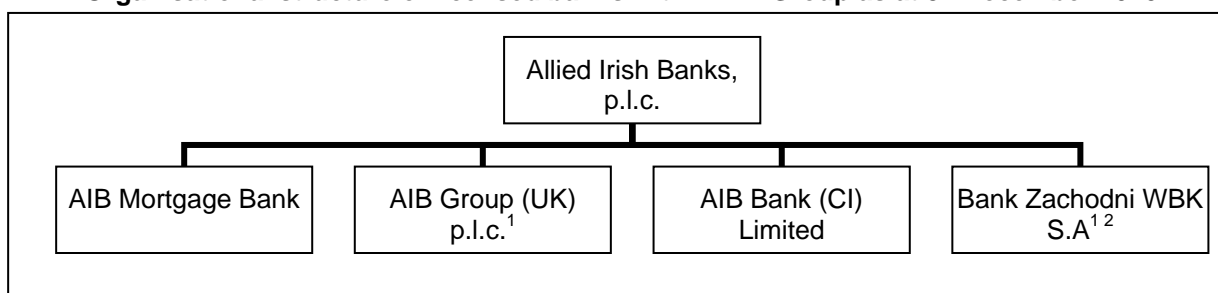 Allied Irish Banks,
p.l.c.
AIB Mortgage Bank
AIB Group (UK)
p.l.c.¹
AIB Bank (CI)
Limited
Bank Zachodni WBK
S.A¹ ²